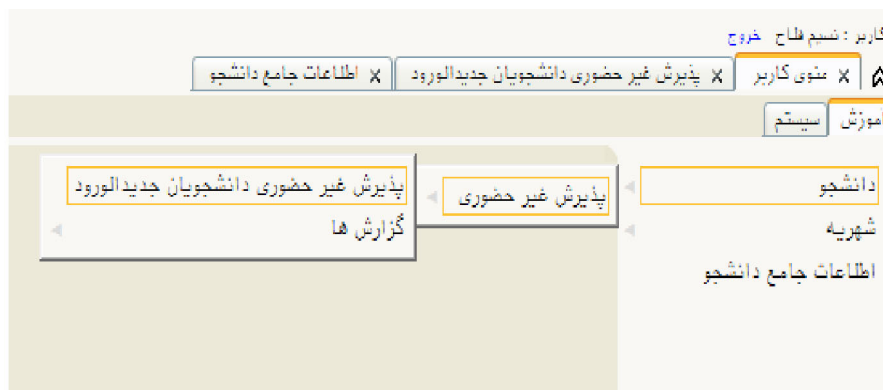 کاربر : نسیم فلاح خروج
منوی کاربر x پذیرش غیر حضوری دانشجویان جدیدالورود x اطلاعات جامع دانشجو x
آموزش سیستم
دانشجو پذیرش غیر حضوری پذیرش غیر حضوری دانشجویان جدیدالورود
شهریه گزارش ها
اطلاعات جامع دانشجو